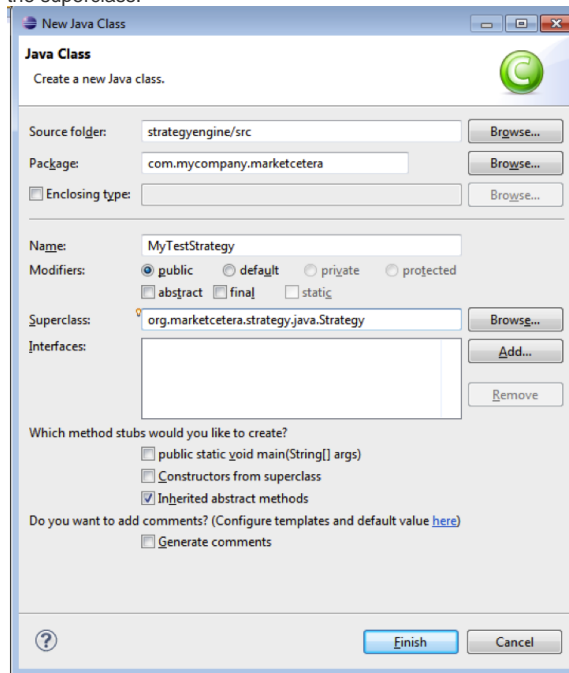 the superclass.
New Java Class
Java Class
Create a new Java class.
C
Source folder: strategyengine/src Browse...
Package: com.mycompany.marketcetera Browse...
Enclosing type: Browse...
Name: MyTestStrategy
Modifiers: public default private protected
abstract final static
Superclass: org.marketcetera.strategy.java.Strategy Browse...
Interfaces: Add...
Remove
Which method stubs would you like to create?
public static void main(String[] args)
Constructors from superclass
Inherited abstract methods
Do you want to add comments? (Configure templates and default value here)
Generate comments
? Finish Cancel